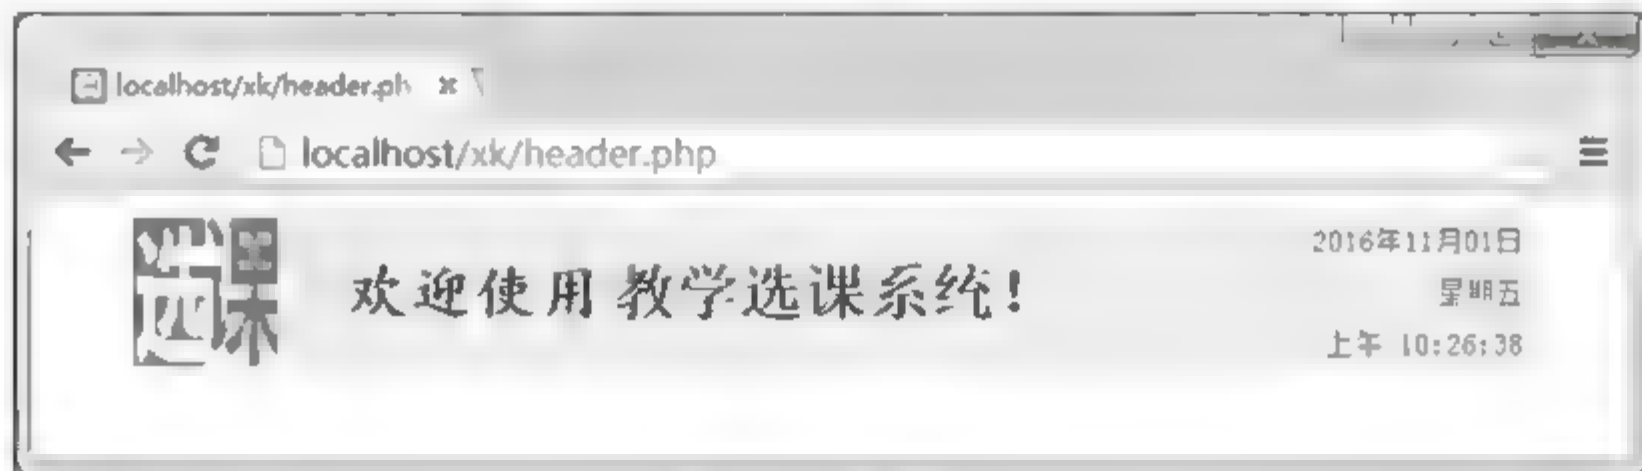 localhost/xk/header.ph
localhost/xk/header.php
选课
欢迎使用 教学选课系统!
2016年11月01日
星期五
上午 10:26:38